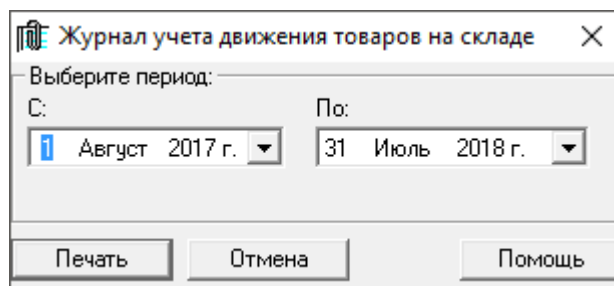 Журнал учета движения товаров на складе
Выберите период:
С: По:
1 Август 2017 г. 31 Июль 2018 г.
Печать Отмена Помощь